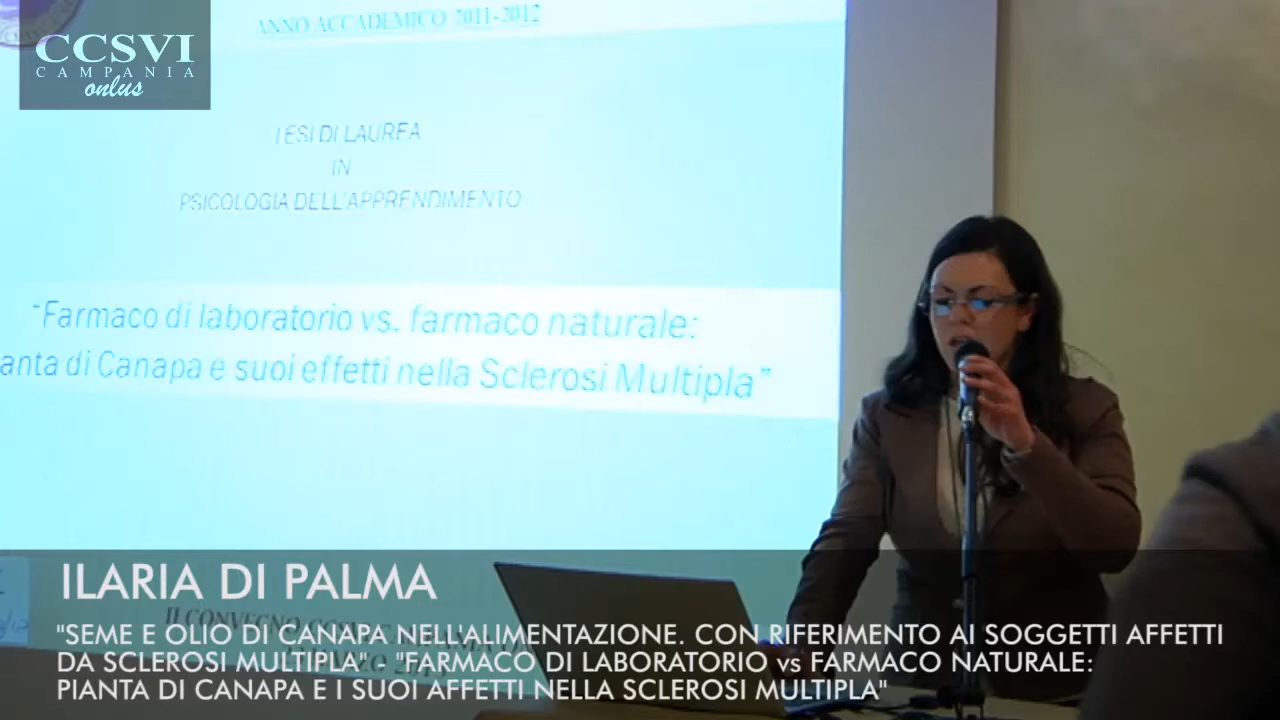 ANNO ACCADEMICO 2011-2012
CCSVI
CAMPANIA
onlus
TESI DI LAUREA
IN
PSICOLOGIA DELL'APPRENDIMENTO
"Farmaco di laboratorio vs. farmaco naturale:
anta di Canapa e suoi effetti nella Sclerosi Multipla"
ILARIA DI PALMA
II CONVEGNO CCSVI
"SEME E OLIO DI CANAPA NELL'ALIMENTAZIONE. CON RIFERIMENTO AI SOGGETTI AFFETTI
DA SCLEROSI MULTIPLA" - "FARMACO DI LABORATORIO vs FARMACO NATURALE:
PIANTA DI CANAPA E I SUOI AFFETTI NELLA SCLEROSI MULTIPLA"